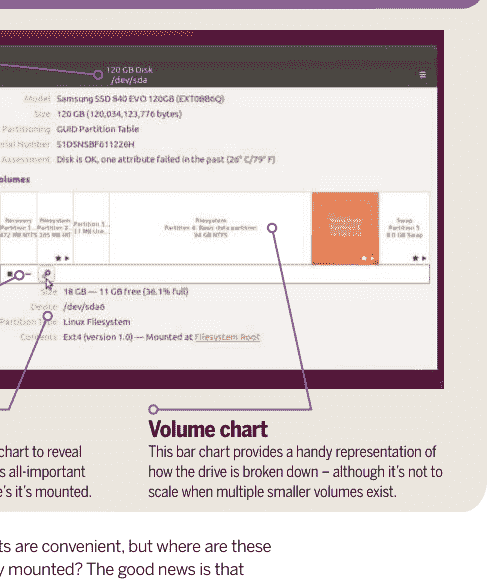 120 GB Disk
/dev/sda
Model Samsung SSD 840 EVO 120GB (EXT0BB6Q)
Size 120 GB (120,034,123,776 bytes)
Partitioning GUID Partition Table
Assessment Disk is OK, one attribute failed in the past (26° C/79° F)
olumes
Filesystem
Partition 4: Basic data partition
94 GB NTFS
Swap
Partition 5
8.0 GB Swap
Size 18 GB — 11 GB free (36.1% full)
Device /dev/sda6
Partition Type Linux Filesystem
Contents Ext4 (version 1.0) — Mounted at Filesystem Root
chart to reveal
s all-important
e's it's mounted.
Volume chart
This bar chart provides a handy representation of
how the drive is broken down – although it's not to
scale when multiple smaller volumes exist.
ts are convenient, but where are these
y mounted? The good news is that